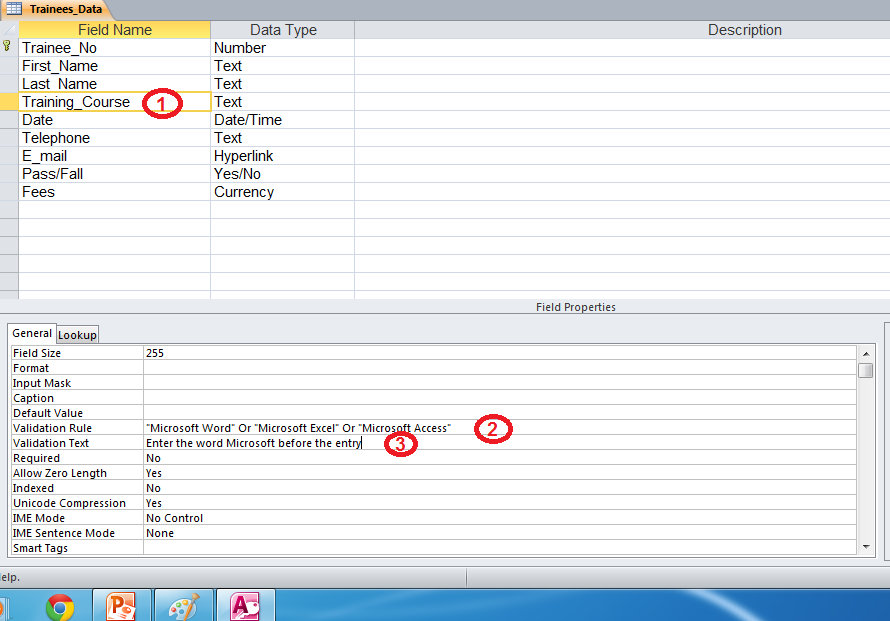 Trainees_Data
Field Name Data Type Description
Trainee_No Number
First_Name Text
Last_Name Text
Training_Course 1 Text
Date Date/Time
Telephone Text
E_mail Hyperlink
Pass/Fall Yes/No
Fees Currency
Field Properties
General Lookup
Field Size 255
Format
Input Mask
Caption
Default Value
Validation Rule "Microsoft Word" Or "Microsoft Excel" Or "Microsoft Access" 2
Validation Text Enter the word Microsoft before the entry 3
Required No
Allow Zero Length Yes
Indexed No
Unicode Compression Yes
IME Mode No Control
IME Sentence Mode None
Smart Tags
elp.